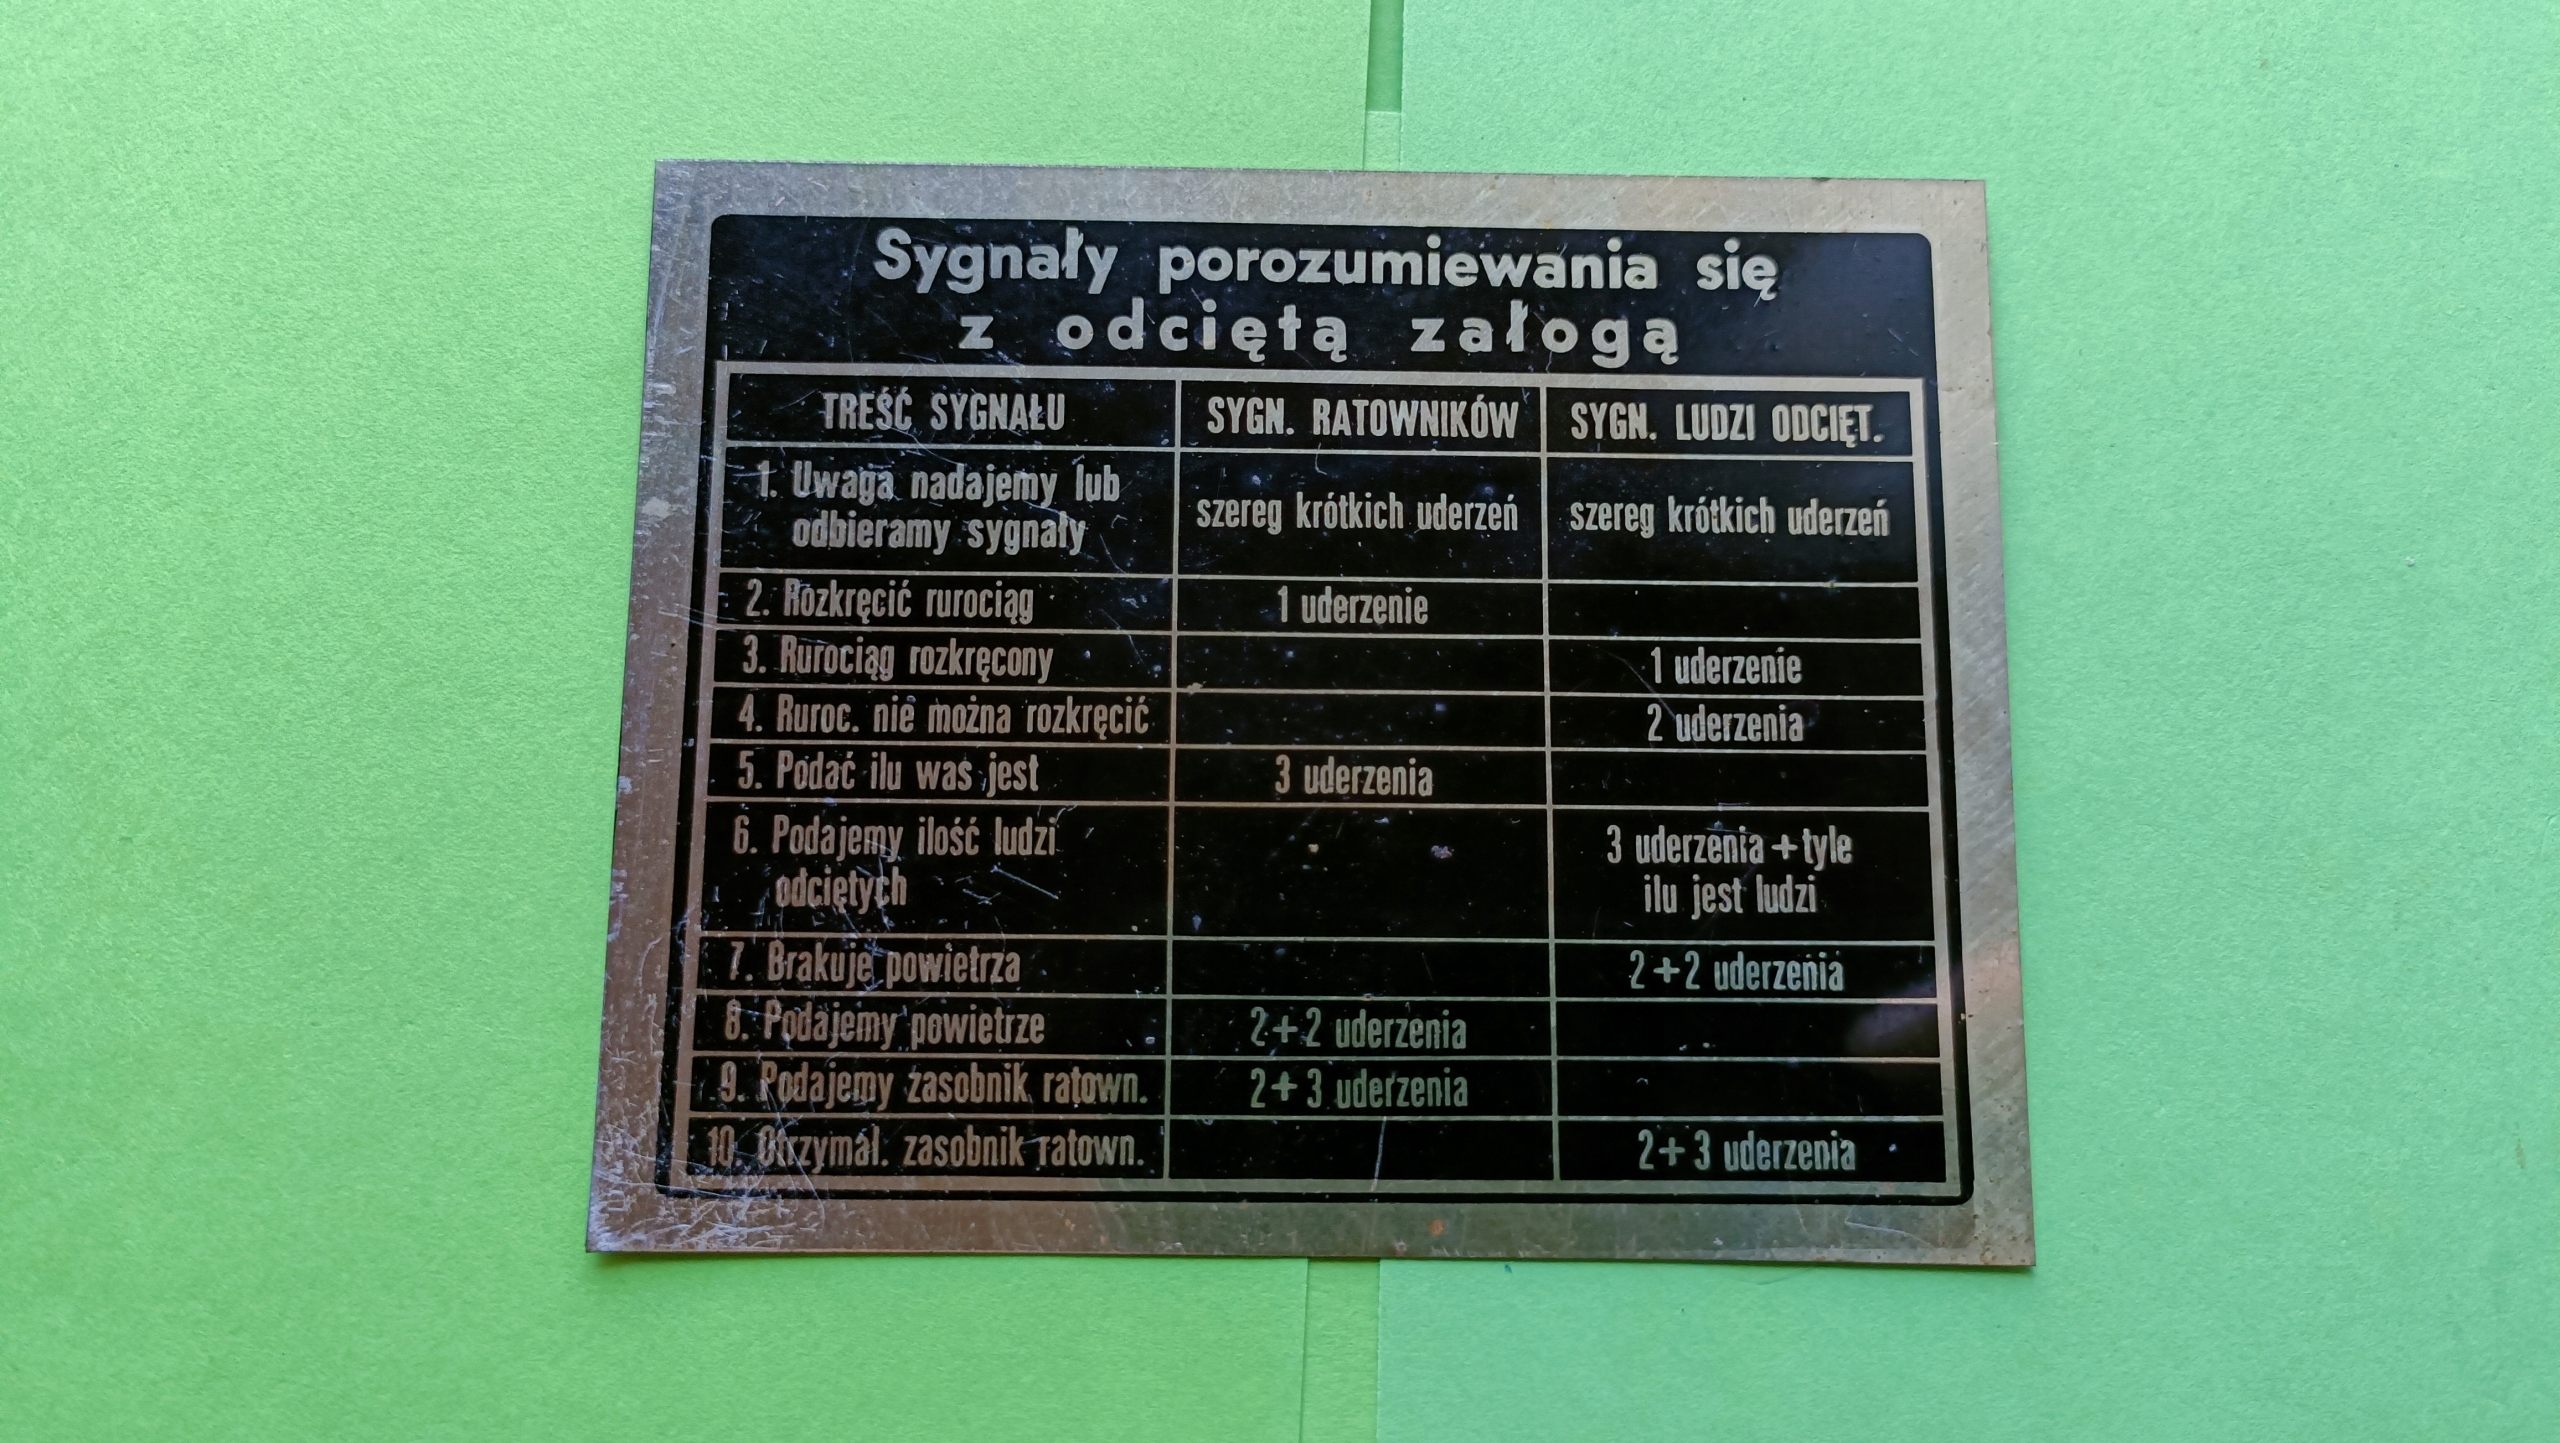 Sygnały porozumiewania się
z odciętą załogą
TREŚĆ SYGNAŁU SYGN. RATOWNIKÓW SYGN. LUDZI ODCIĘT.
1. Uwaga nadajemy lub
odbieramy sygnały
szereg krótkich uderzeń szereg krótkich uderzeń
2. Rozkręcić rurociąg 1 uderzenie
3. Rurociąg rozkręcony 1 uderzenie
4. Ruroc. nie można rozkręcić 2 uderzenia
5. Podać ilu was jest 3 uderzenia
6. Podajemy ilość ludzi
odciętych
3 uderzenia + tyle
ilu jest ludzi
7. Brakuje powietrza 2+2 uderzenia
8. Podajemy powietrze 2+2 uderzenia
9. Podajemy zasobnik ratown. 2+3 uderzenia
10. Otrzymal. zasobnik ratown. 2+3 uderzenia